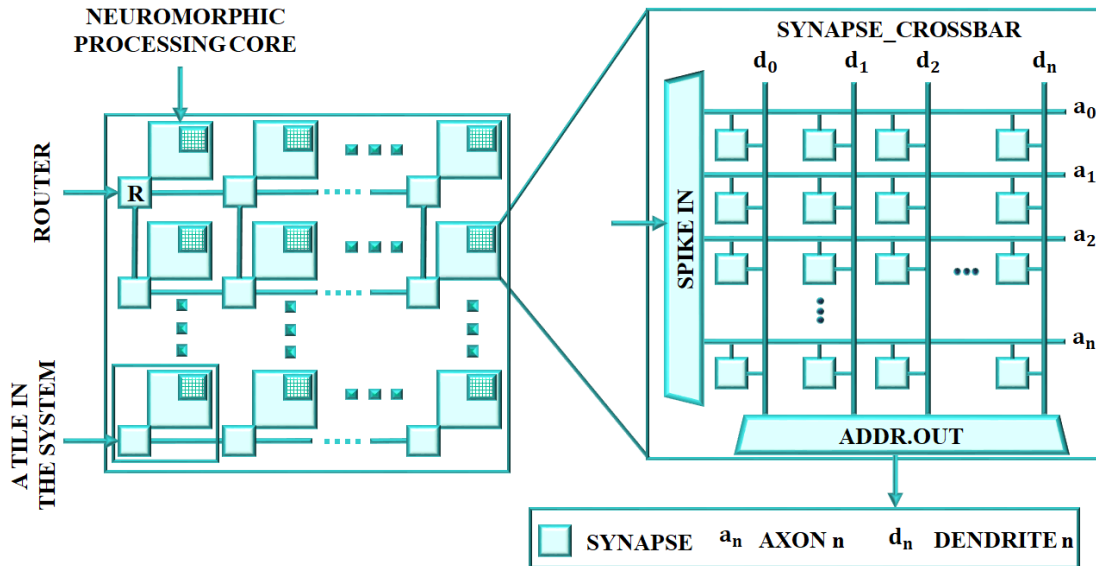 NEUROMORPHIC
PROCESSING CORE
ROUTER
R
A TILE IN
THE SYSTEM
SYNAPSE_CROSSBAR
d₀ d₁ d₂ dₙ
SPIKE IN
a₀
a₁
a₂
aₙ
ADDR.OUT
SYNAPSE aₙ AXON n dₙ DENDRITE n